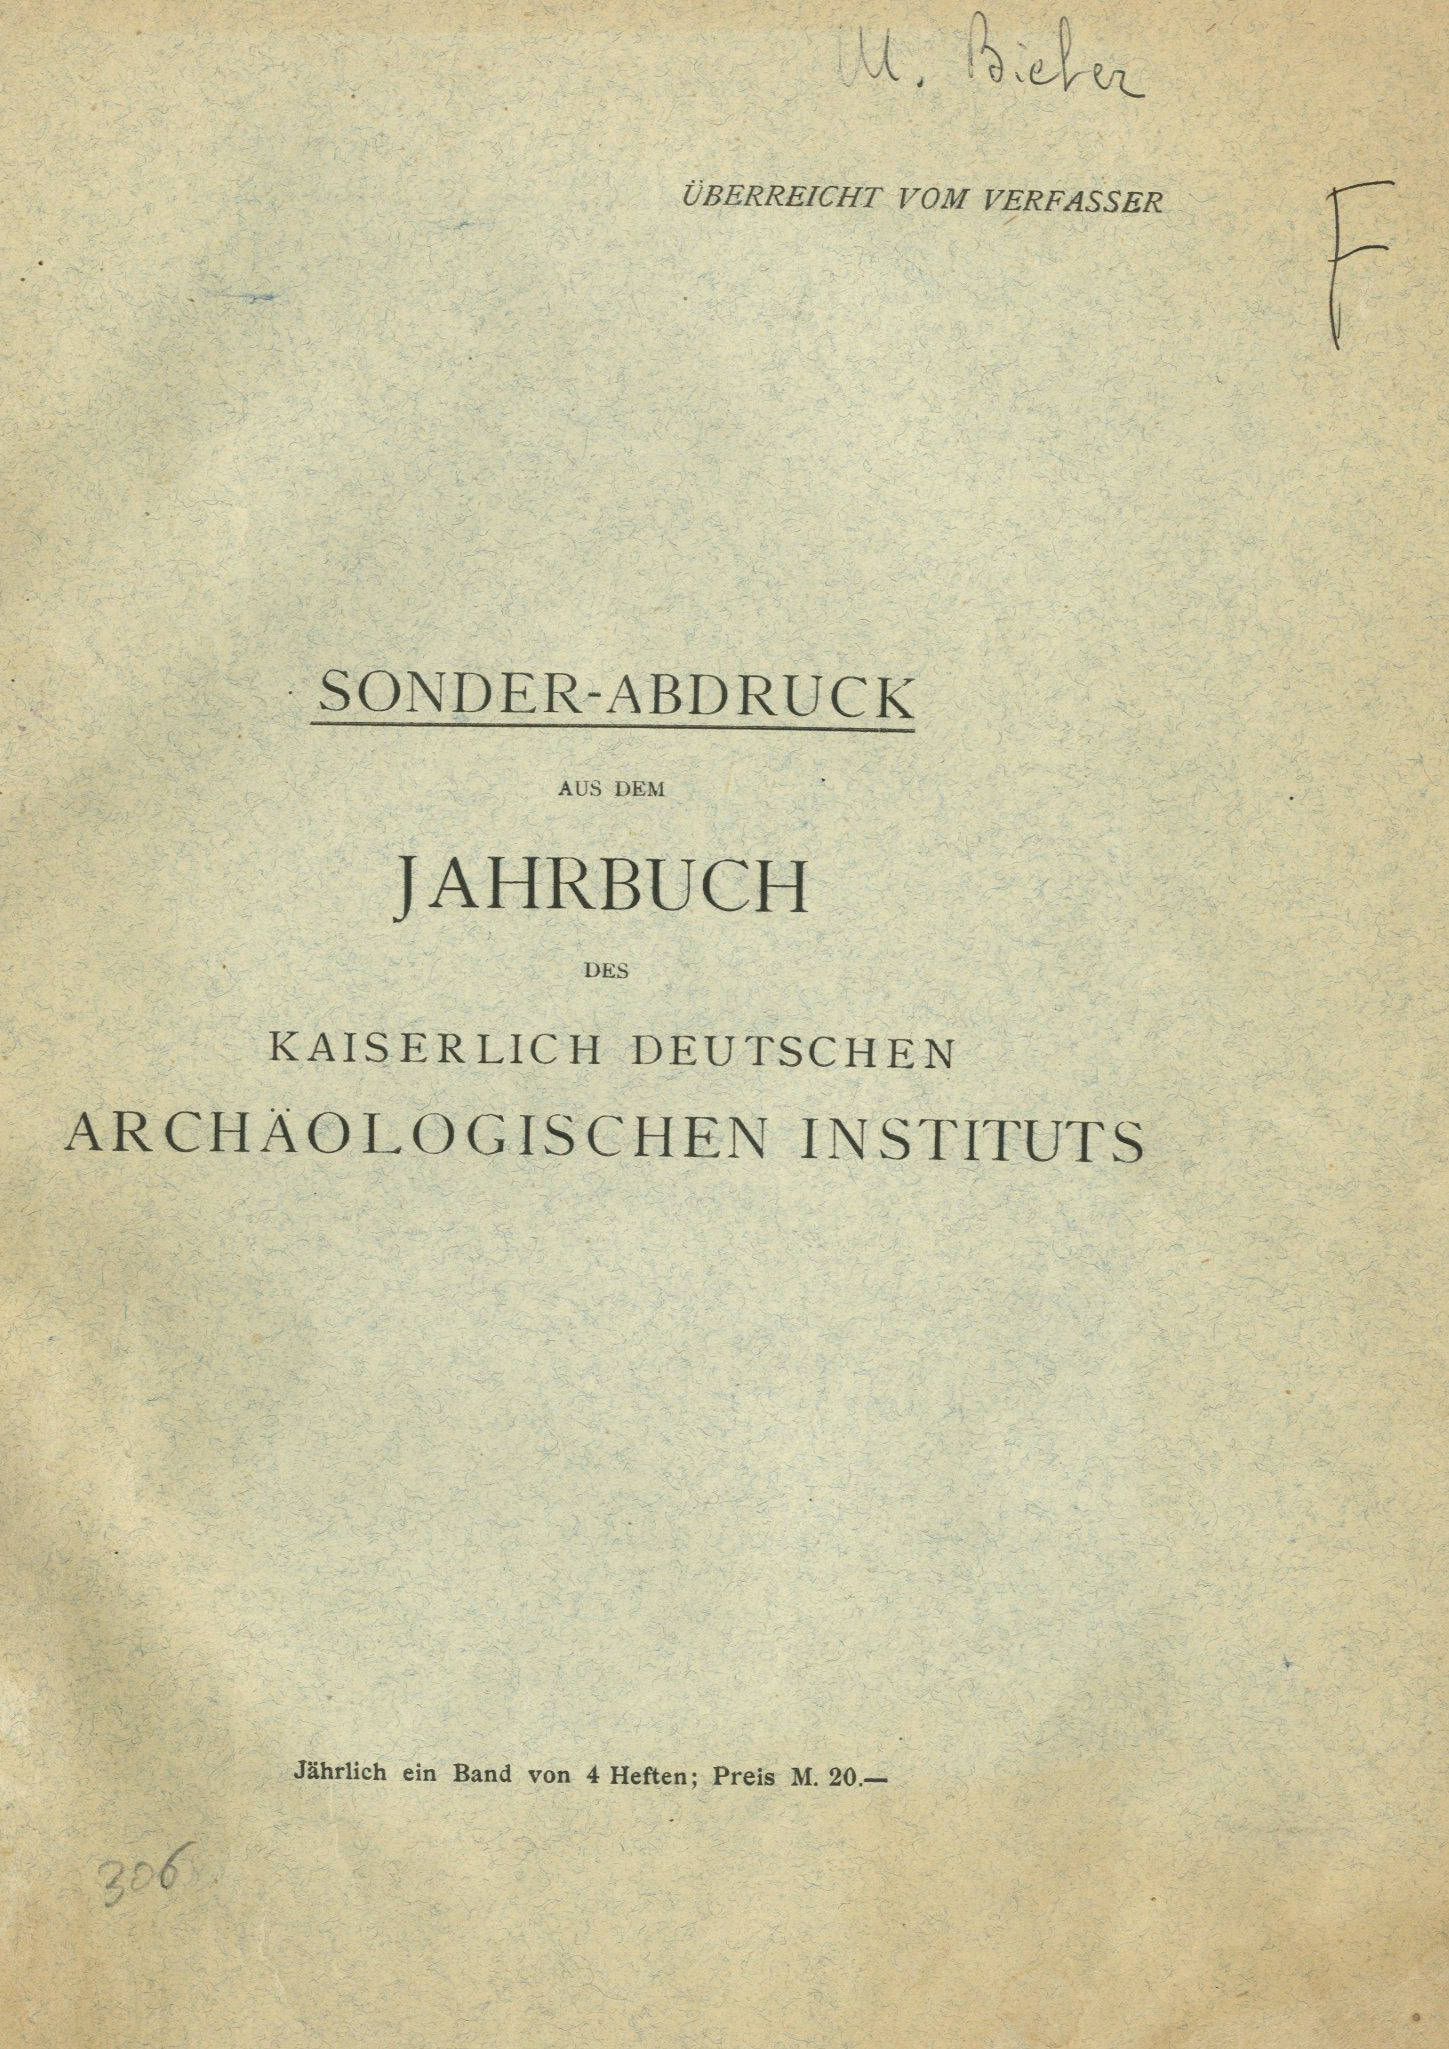 M. Bieber
ÜBERREICHT VOM VERFASSER
F
SONDER-ABDRUCK
AUS DEM
JAHRBUCH
DES
KAISERLICH DEUTSCHEN
ARCHÄOLOGISCHEN INSTITUTS
Jährlich ein Band von 4 Heften; Preis M. 20.—
306